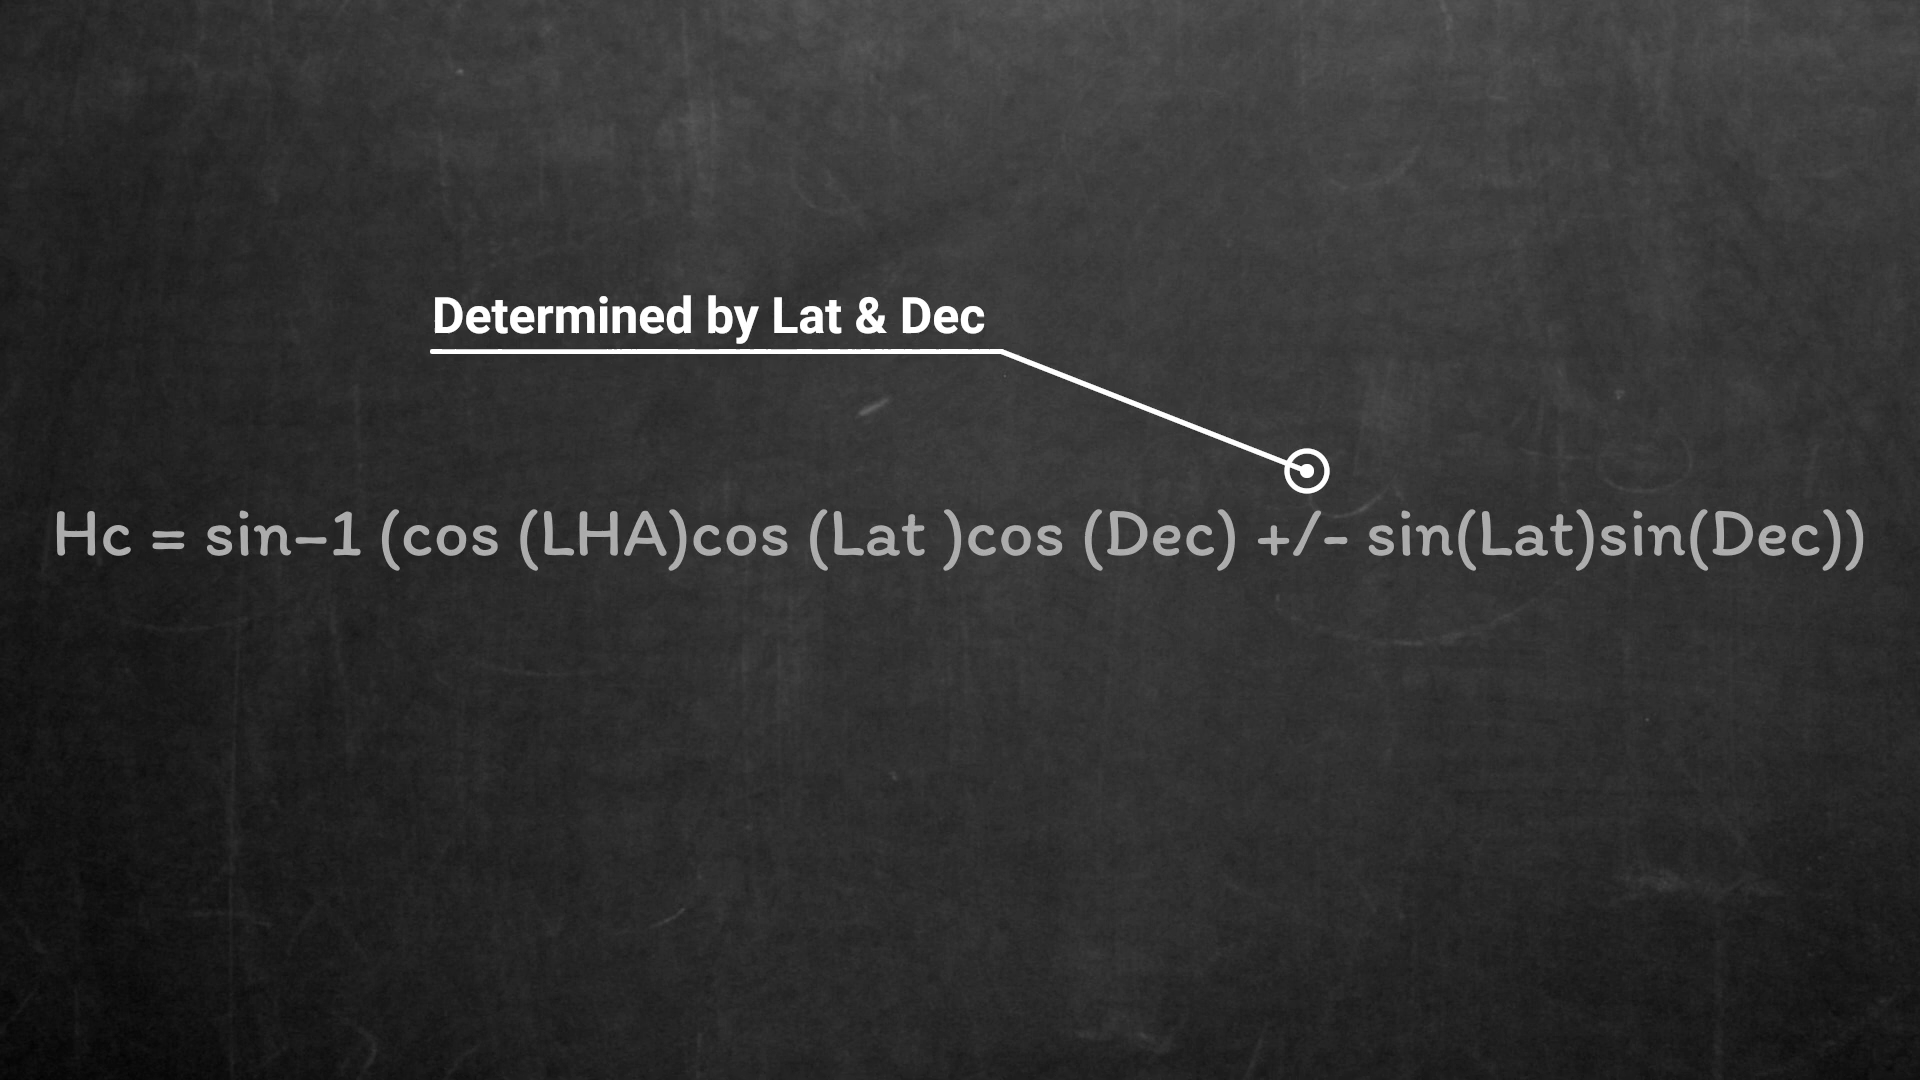 Determined by Lat & Dec
Hc = sin–1 (cos (LHA)cos (Lat )cos (Dec) +/- sin(Lat)sin(Dec))